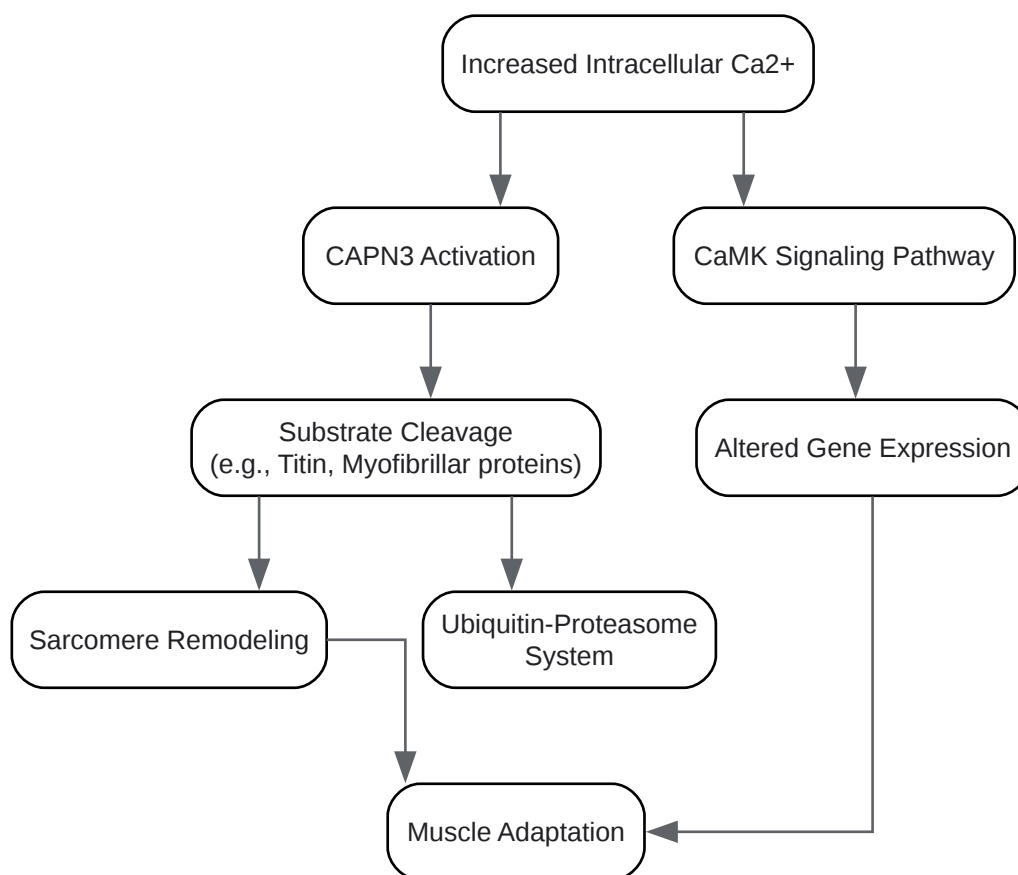 Increased Intracellular Ca2+
CAPN3 Activation
CaMK Signaling Pathway
Substrate Cleavage
(e.g., Titin, Myofibrillar proteins)
Altered Gene Expression
Sarcomere Remodeling
Ubiquitin-Proteasome
System
Muscle Adaptation